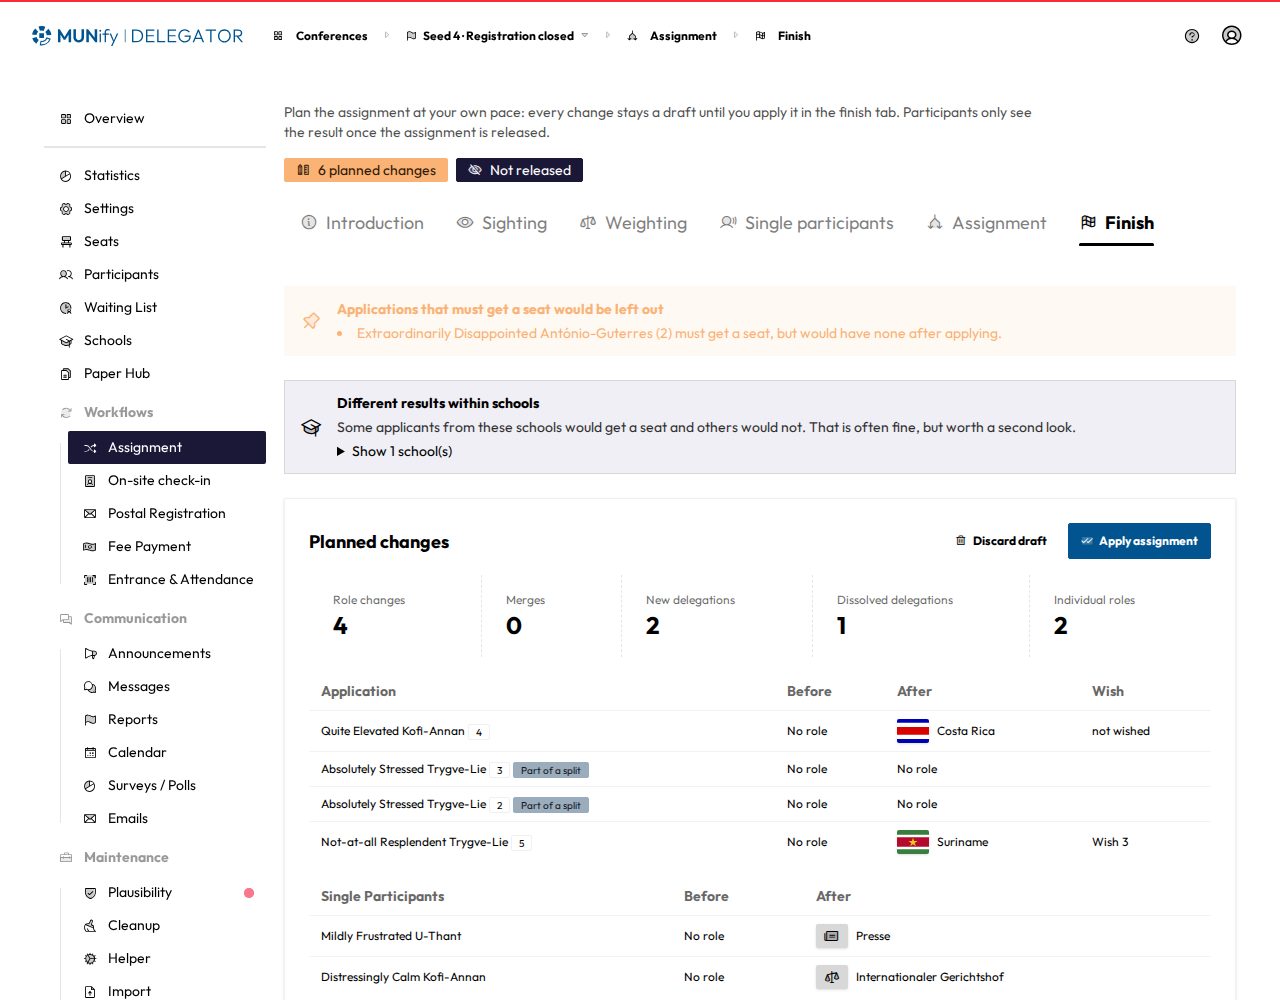 MUNify | DELEGATOR
Conferences
Seed 4 · Registration closed
Assignment
Finish
Overview
Statistics
Settings
Seats
Participants
Waiting List
Schools
Paper Hub
Workflows
Assignment
On-site check-in
Postal Registration
Fee Payment
Entrance & Attendance
Communication
Announcements
Messages
Reports
Calendar
Surveys / Polls
Emails
Maintenance
Plausibility
Cleanup
Helper
Import
Plan the assignment at your own pace: every change stays a draft until you apply it in the finish tab. Participants only see
the result once the assignment is released.
6 planned changes
Not released
Introduction
Sighting
Weighting
Single participants
Assignment
Finish
Applications that must get a seat would be left out
• Extraordinarily Disappointed António-Guterres (2) must get a seat, but would have none after applying.
Different results within schools
Some applicants from these schools would get a seat and others would not. That is often fine, but worth a second look.
Show 1 school(s)
Planned changes
Discard draft
Apply assignment
Role changes
4
Merges
0
New delegations
2
Dissolved delegations
1
Individual roles
2
Application Before After Wish
Quite Elevated Kofi-Annan 4 No role Costa Rica not wished
Absolutely Stressed Trygve-Lie 3 Part of a split No role No role
Absolutely Stressed Trygve-Lie 2 Part of a split No role No role
Not-at-all Resplendent Trygve-Lie 5 No role Suriname Wish 3
Single Participants Before After
Mildly Frustrated U-Thant No role Presse
Distressingly Calm Kofi-Annan No role Internationaler Gerichtshof